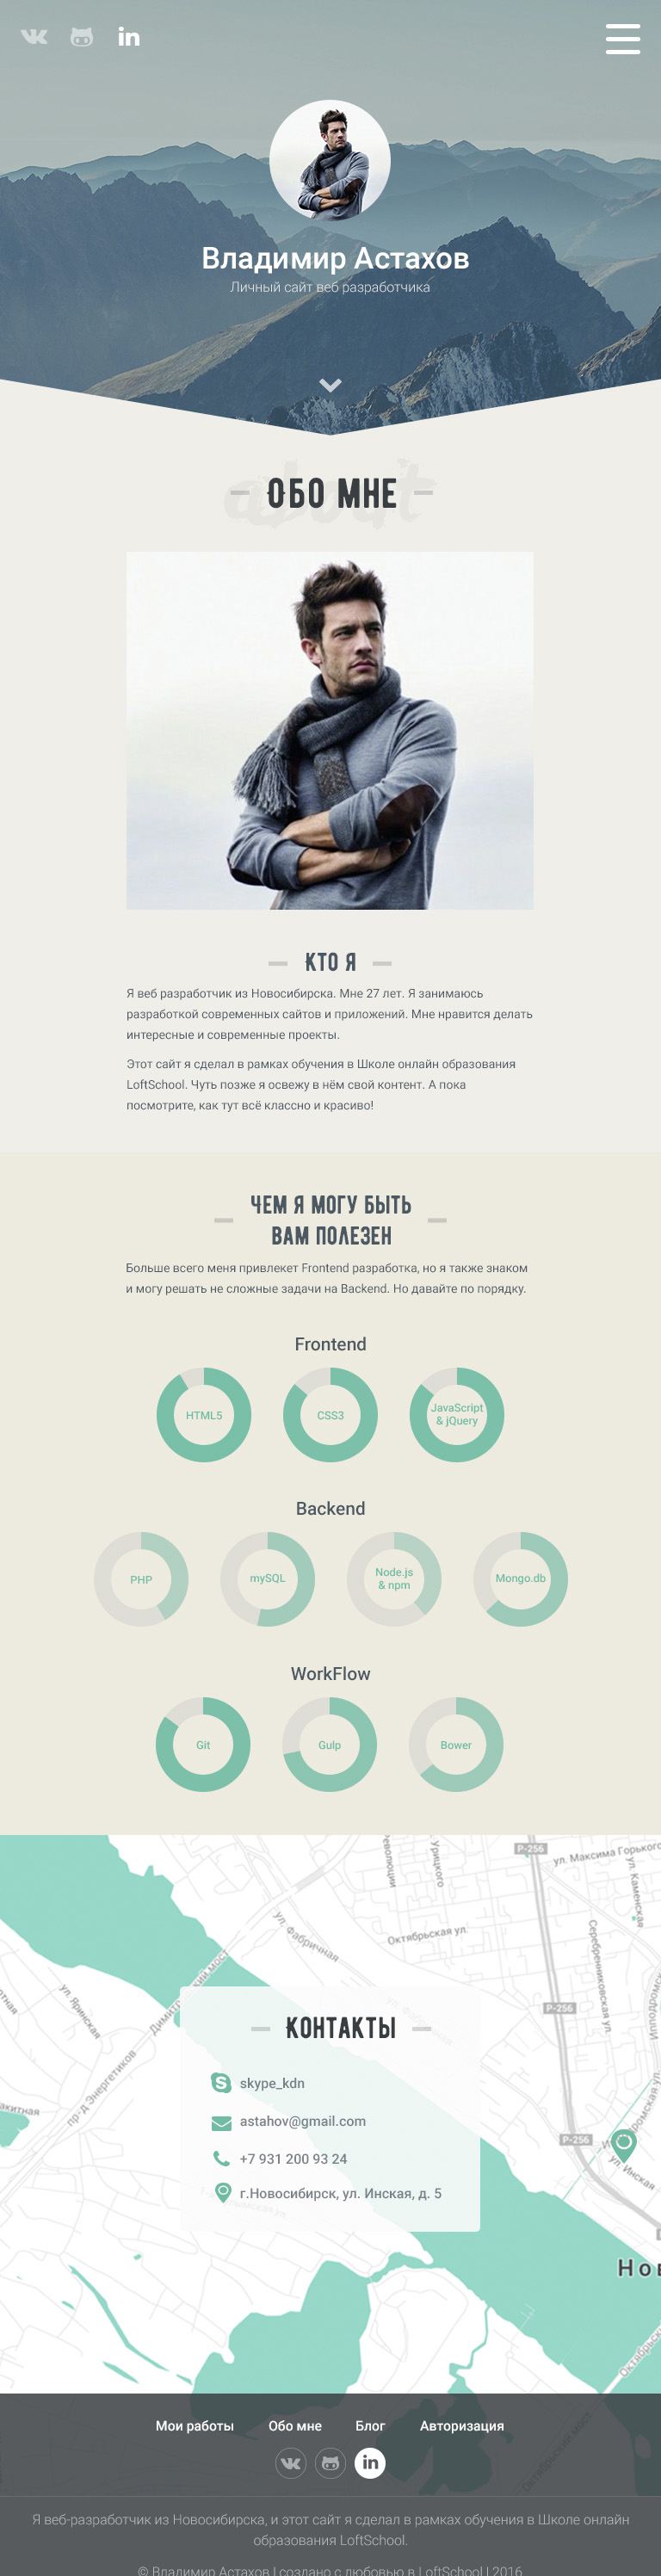 in
Владимир Астахов
Личный сайт веб разработчика
about
ОБО МНЕ
КТО Я
Я веб разработчик из Новосибирска. Мне 27 лет. Я занимаюсь
разработкой современных сайтов и приложений. Мне нравится делать
интересные и современные проекты.
Этот сайт я сделал в рамках обучения в Школе онлайн образования
LoftSchool. Чуть позже я освежу в нём свой контент. А пока
посмотрите, как тут всё классно и красиво!
ЧЕМ Я МОГУ БЫТЬ
ВАМ ПОЛЕЗЕН
Больше всего меня привлекет Frontend разработка, но я также знаком
и могу решать не сложные задачи на Backend. Но давайте по порядку.
Frontend
HTML5
CSS3
JavaScript
& jQuery
Backend
PHP
mySQL
Node.js
& npm
Mongo.db
WorkFlow
Git
Gulp
Bower
Р-256
ул. Максима Горького
Урицкого
ул. Каменская
ул. Фабричная
Октябрьская ул.
Серебренниковская ул.
ул. Яринская
Р-256
пр-д Энергетиков
Р-256
ул. Инская
Нов
КОНТАКТЫ
skype_kdn
astahov@gmail.com
+7 931 200 93 24
г.Новосибирск, ул. Инская, д. 5
Мои работы Обо мне Блог Авторизация
in
Я веб-разработчик из Новосибирска, и этот сайт я сделал в рамках обучения в Школе онлайн
образования LoftSchool.
© Владимир Астахов | создано с любовью в LoftSchool | 2016